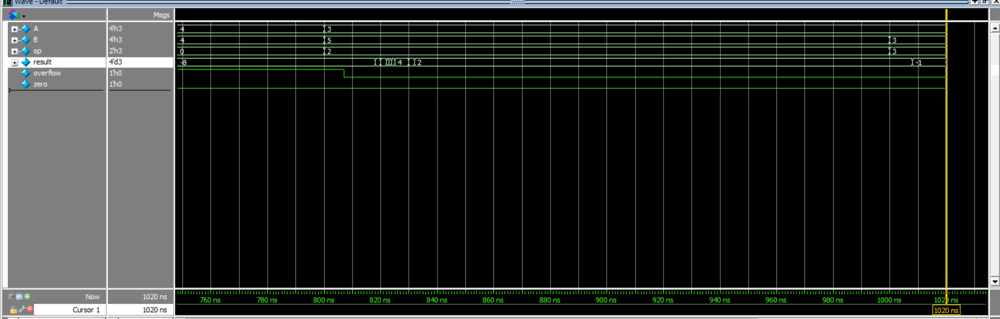 Wave - Default
Msgs
A 4'h3 4 3
B 4'h3 4 5 3
op 2'h3 0 2 3
result 4'd3 -8 4 2 -1
overflow 1'h0
zero 1'h0
Now 1020 ns 760 ns 780 ns 800 ns 820 ns 840 ns 860 ns 880 ns 900 ns 920 ns 940 ns 960 ns 980 ns 1000 ns 1020 ns
Cursor 1 1020 ns 1020 ns